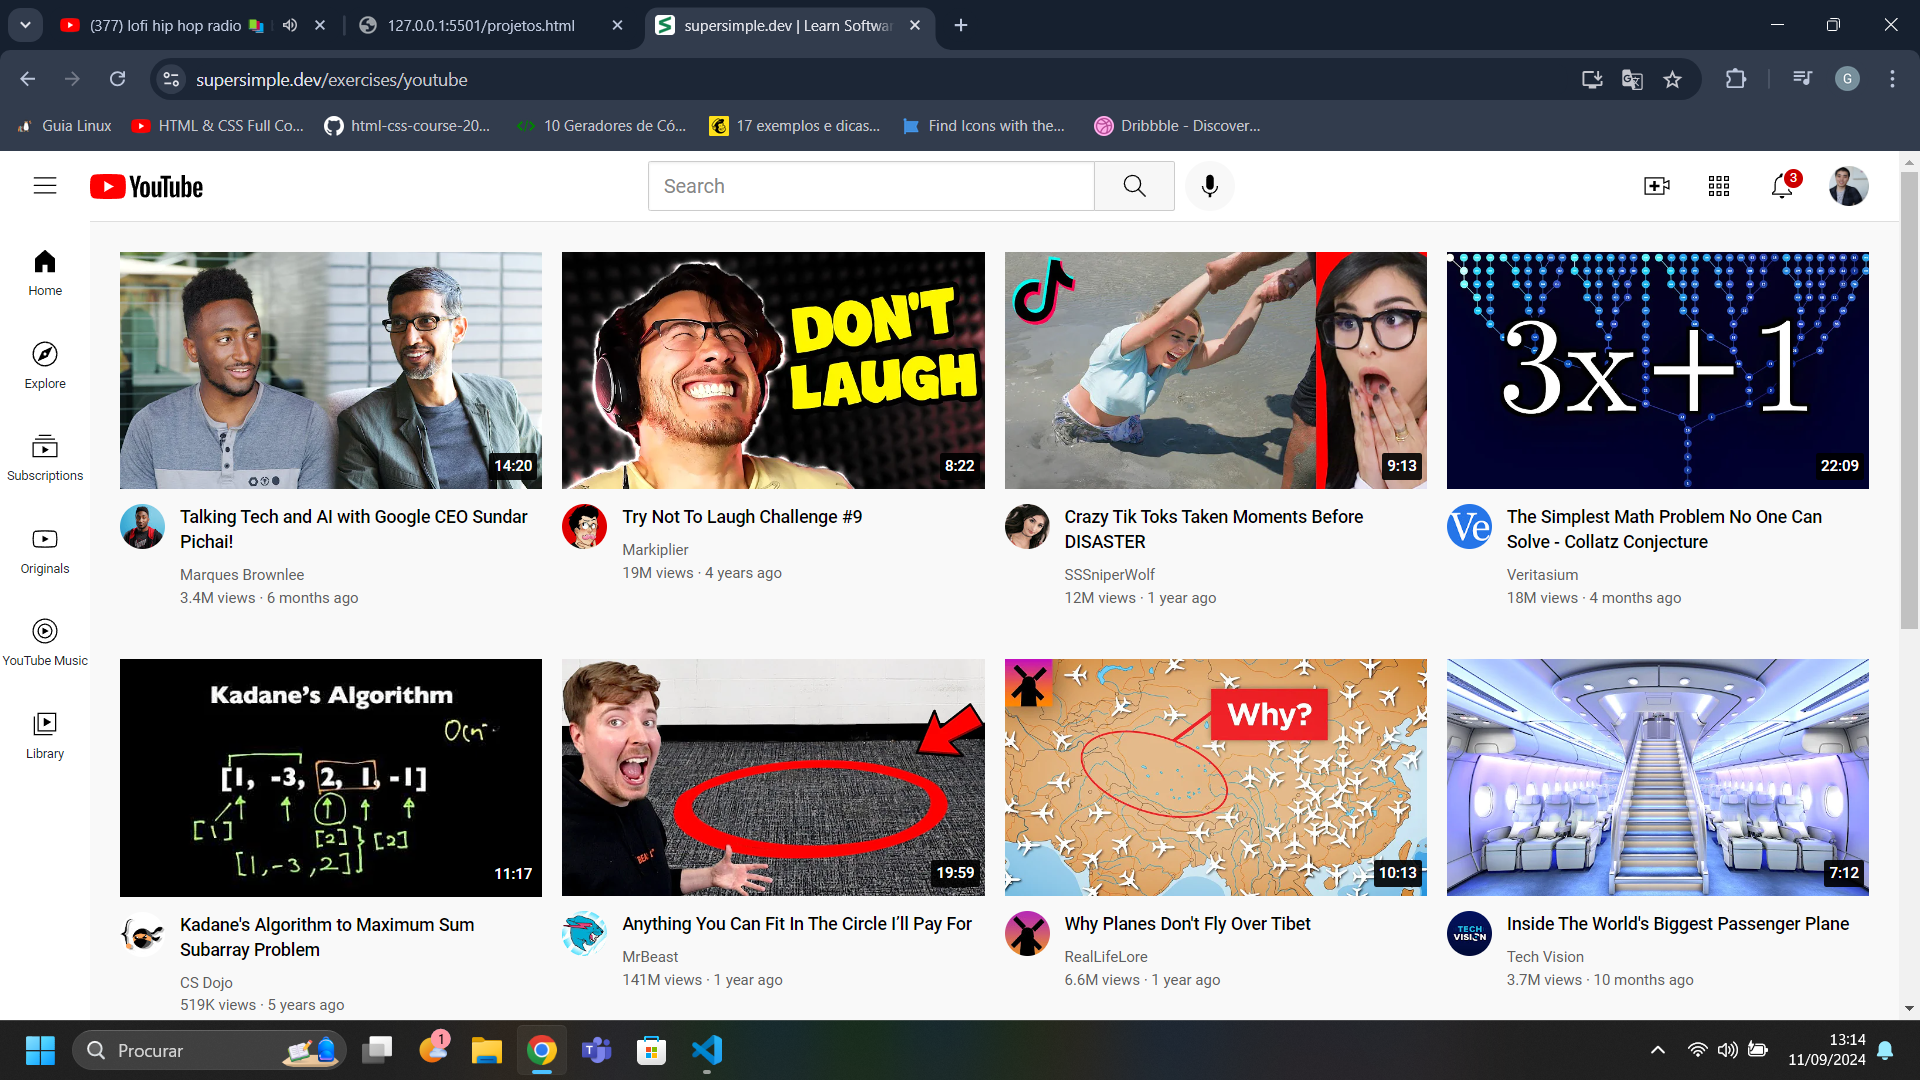 (377) lofi hip hop radio
127.0.0.1:5501/projetos.html
supersimple.dev | Learn Softwar
supersimple.dev/exercises/youtube
G
Guia Linux
HTML & CSS Full Co...
html-css-course-20...
10 Geradores de Có...
17 exemplos e dicas...
Find Icons with the...
Dribbble - Discover...
YouTube
Search
3
Home
Explore
Subscriptions
Originals
YouTube Music
Library
14:20
Talking Tech and AI with Google CEO Sundar
Pichai!
Marques Brownlee
3.4M views · 6 months ago
DON'T
LAUGH
8:22
Try Not To Laugh Challenge #9
Markiplier
19M views · 4 years ago
9:13
Crazy Tik Toks Taken Moments Before
DISASTER
SSSniperWolf
12M views · 1 year ago
3x+1
22:09
Ve
The Simplest Math Problem No One Can
Solve - Collatz Conjecture
Veritasium
18M views · 4 months ago
Kadane's Algorithm
[1, -3, 2, 1, -1]
[1]
[2]
[2]
[1,-3,2]
11:17
Kadane's Algorithm to Maximum Sum
Subarray Problem
CS Dojo
519K views · 5 years ago
19:59
Anything You Can Fit In The Circle I’ll Pay For
MrBeast
141M views · 1 year ago
Why?
10:13
Why Planes Don't Fly Over Tibet
RealLifeLore
6.6M views · 1 year ago
7:12
TECH
VISION
Inside The World's Biggest Passenger Plane
Tech Vision
3.7M views · 10 months ago
Procurar
1
13:14
11/09/2024